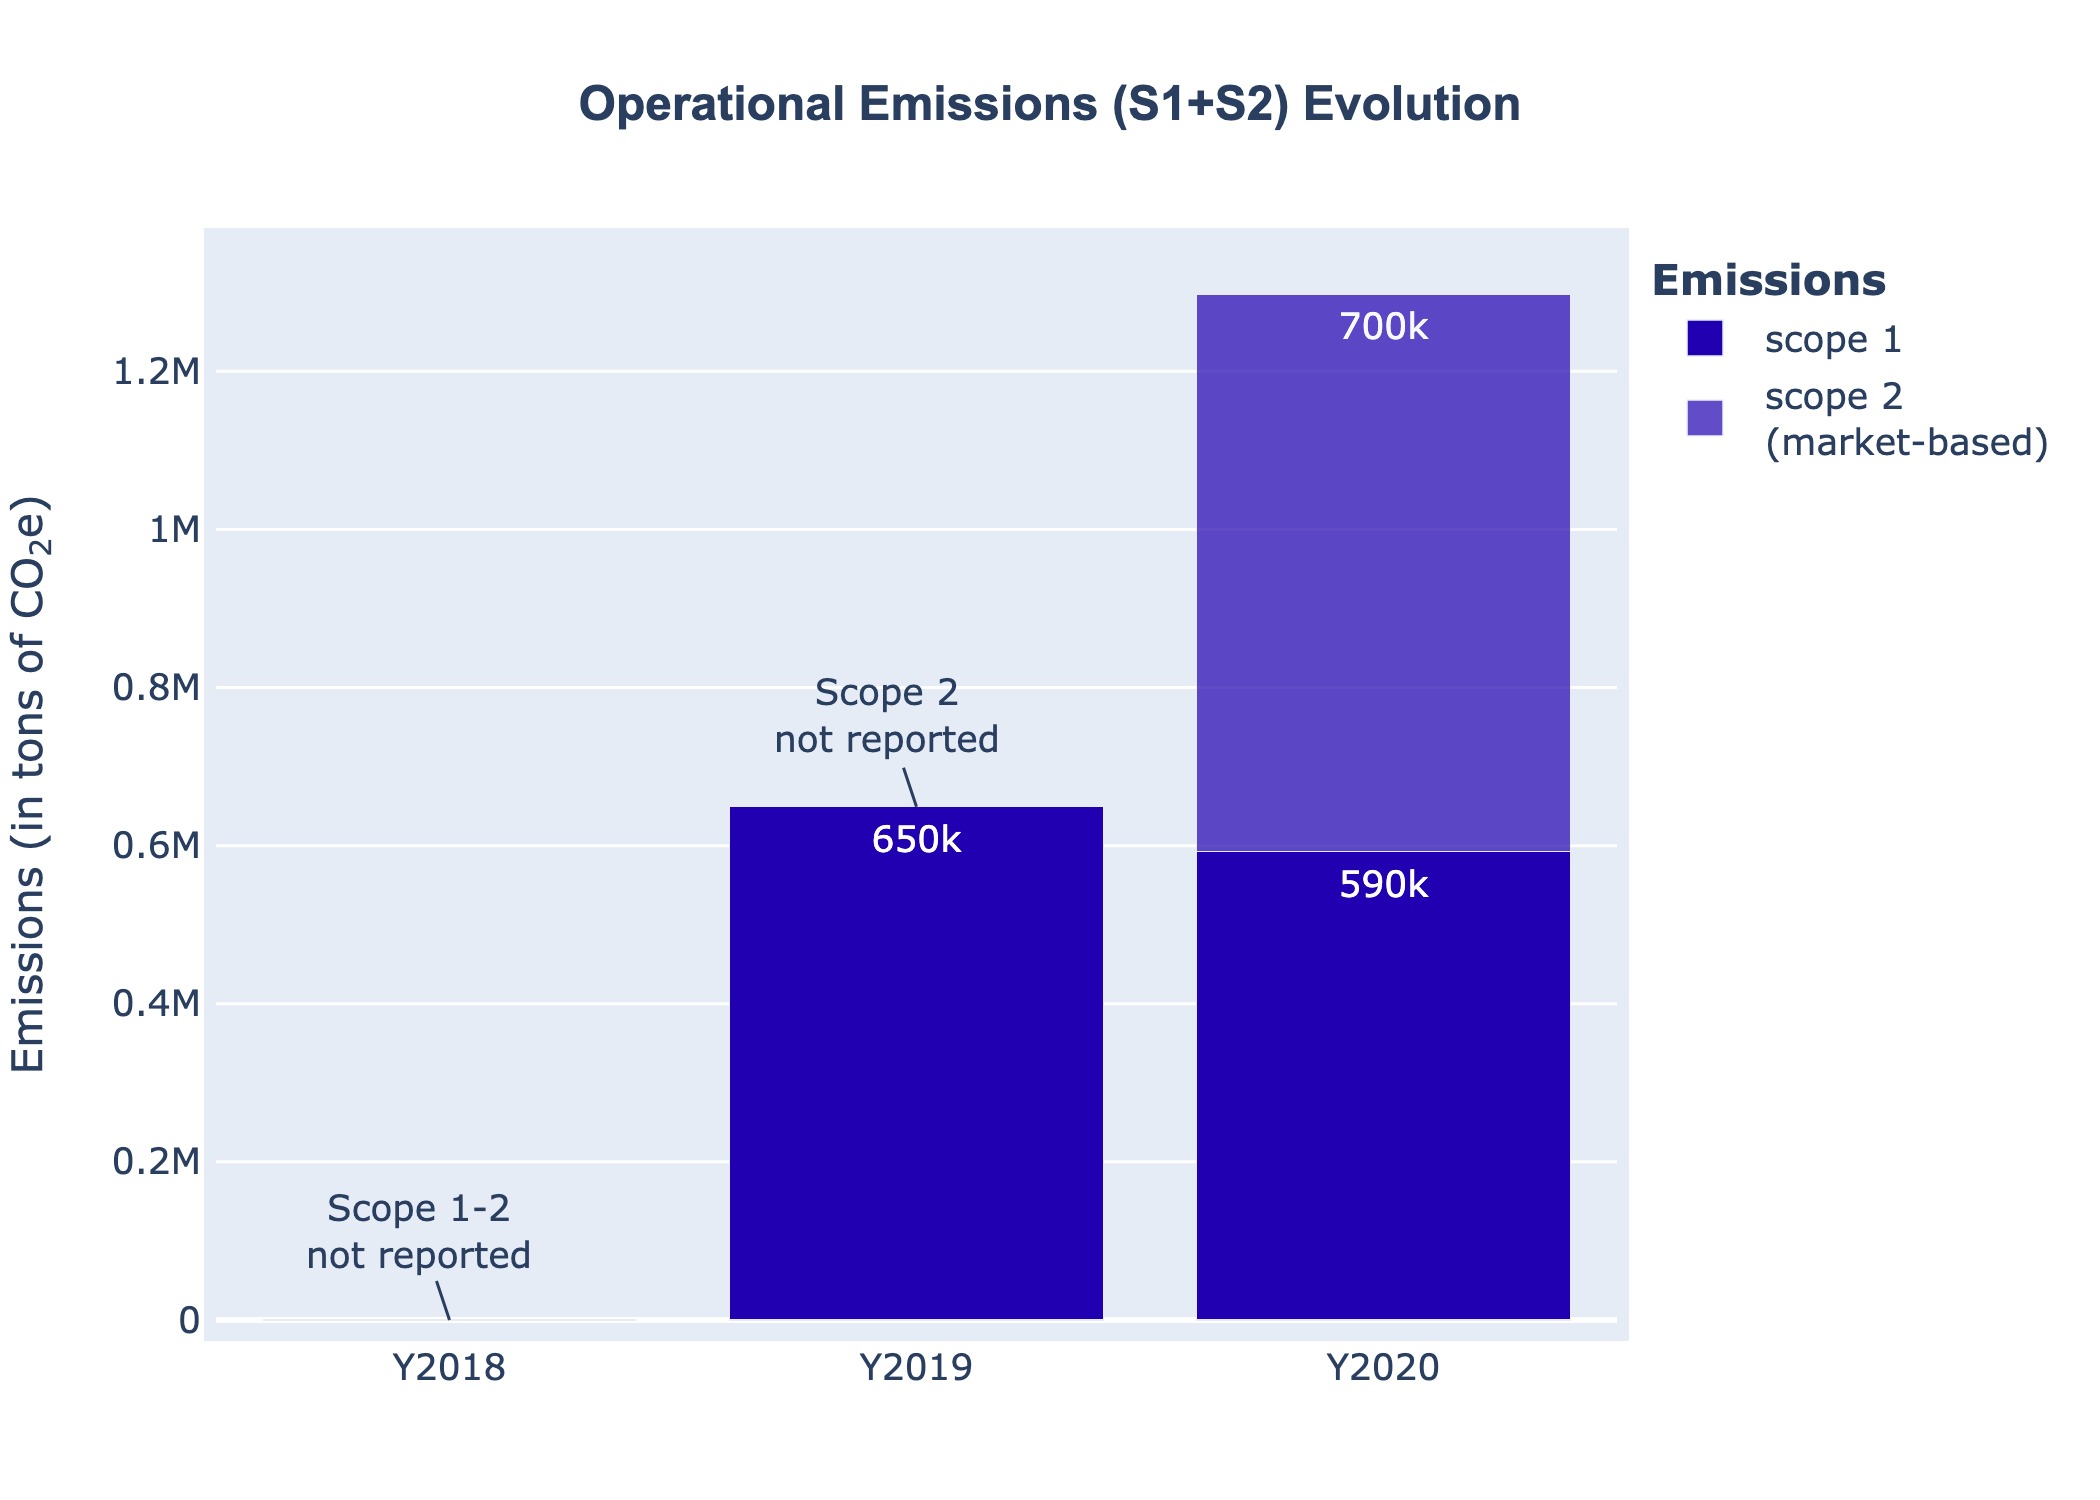 Operational Emissions (S1+S2) Evolution
Emissions (in tons of CO₂e)
1.2M
1M
0.8M
0.6M
0.4M
0.2M
0
Scope 1-2
not reported
Scope 2
not reported
650k
700k
590k
Y2018
Y2019
Y2020
Emissions
scope 1
scope 2
(market-based)